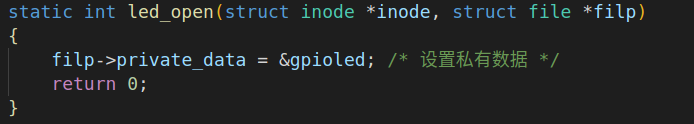 static int led_open(struct inode *inode, struct file *filp)
{
    filp->private_data = &gpioled; /* 设置私有数据 */
    return 0;
}